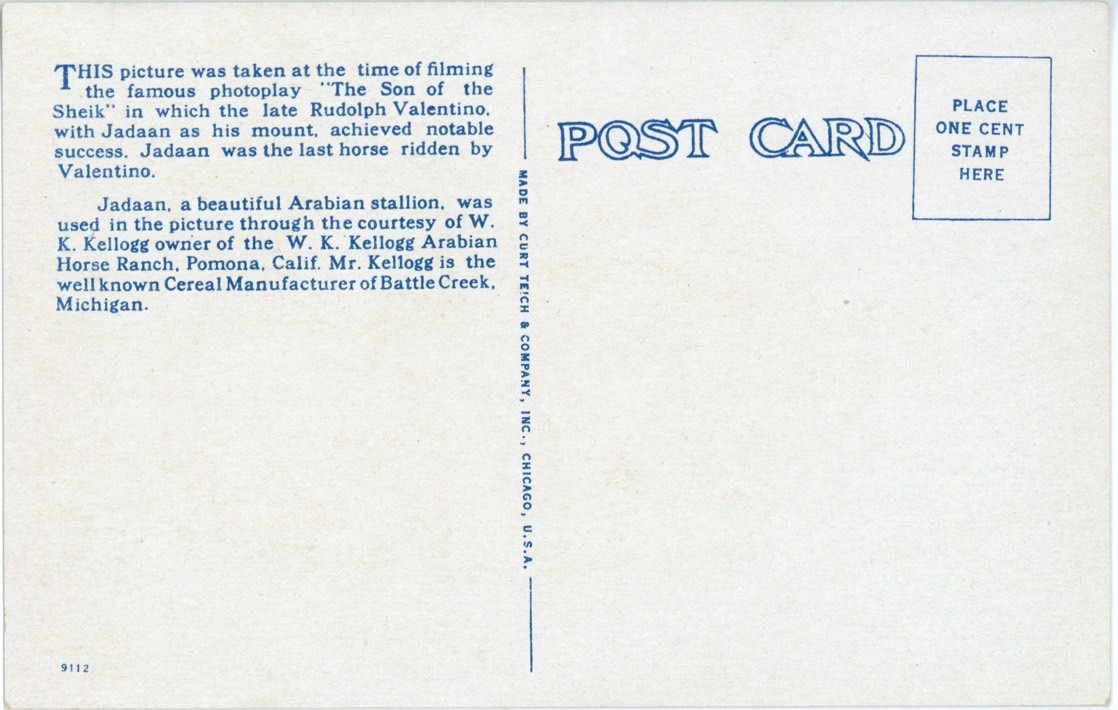 THIS picture was taken at the time of filming
the famous photoplay "The Son of the
Sheik" in which the late Rudolph Valentino,
with Jadaan as his mount, achieved notable
success. Jadaan was the last horse ridden by
Valentino.
Jadaan, a beautiful Arabian stallion, was
used in the picture through the courtesy of W.
K. Kellogg owner of the W. K. Kellogg Arabian
Horse Ranch, Pomona, Calif. Mr. Kellogg is the
well known Cereal Manufacturer of Battle Creek,
Michigan.
9112
MADE BY CURT TEICH & COMPANY, INC., CHICAGO, U.S.A.
POST CARD
PLACE
ONE CENT
STAMP
HERE